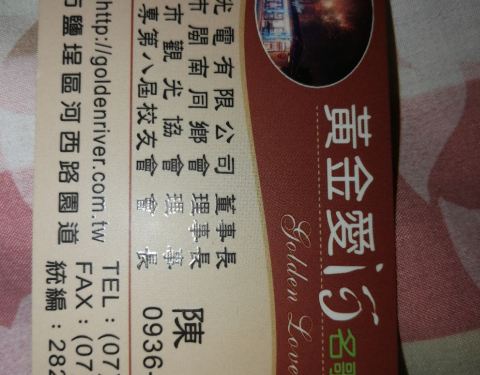 黃金愛河
Golden Love
光電有限公司 董事長
市閩南同鄉會 理事長
市觀光協會 理事
專第八屆校友會 會長
陳
0936-
http://goldenriver.com.tw
市鹽埕區河西路園道
TEL:(07
FAX:(07
統編:282